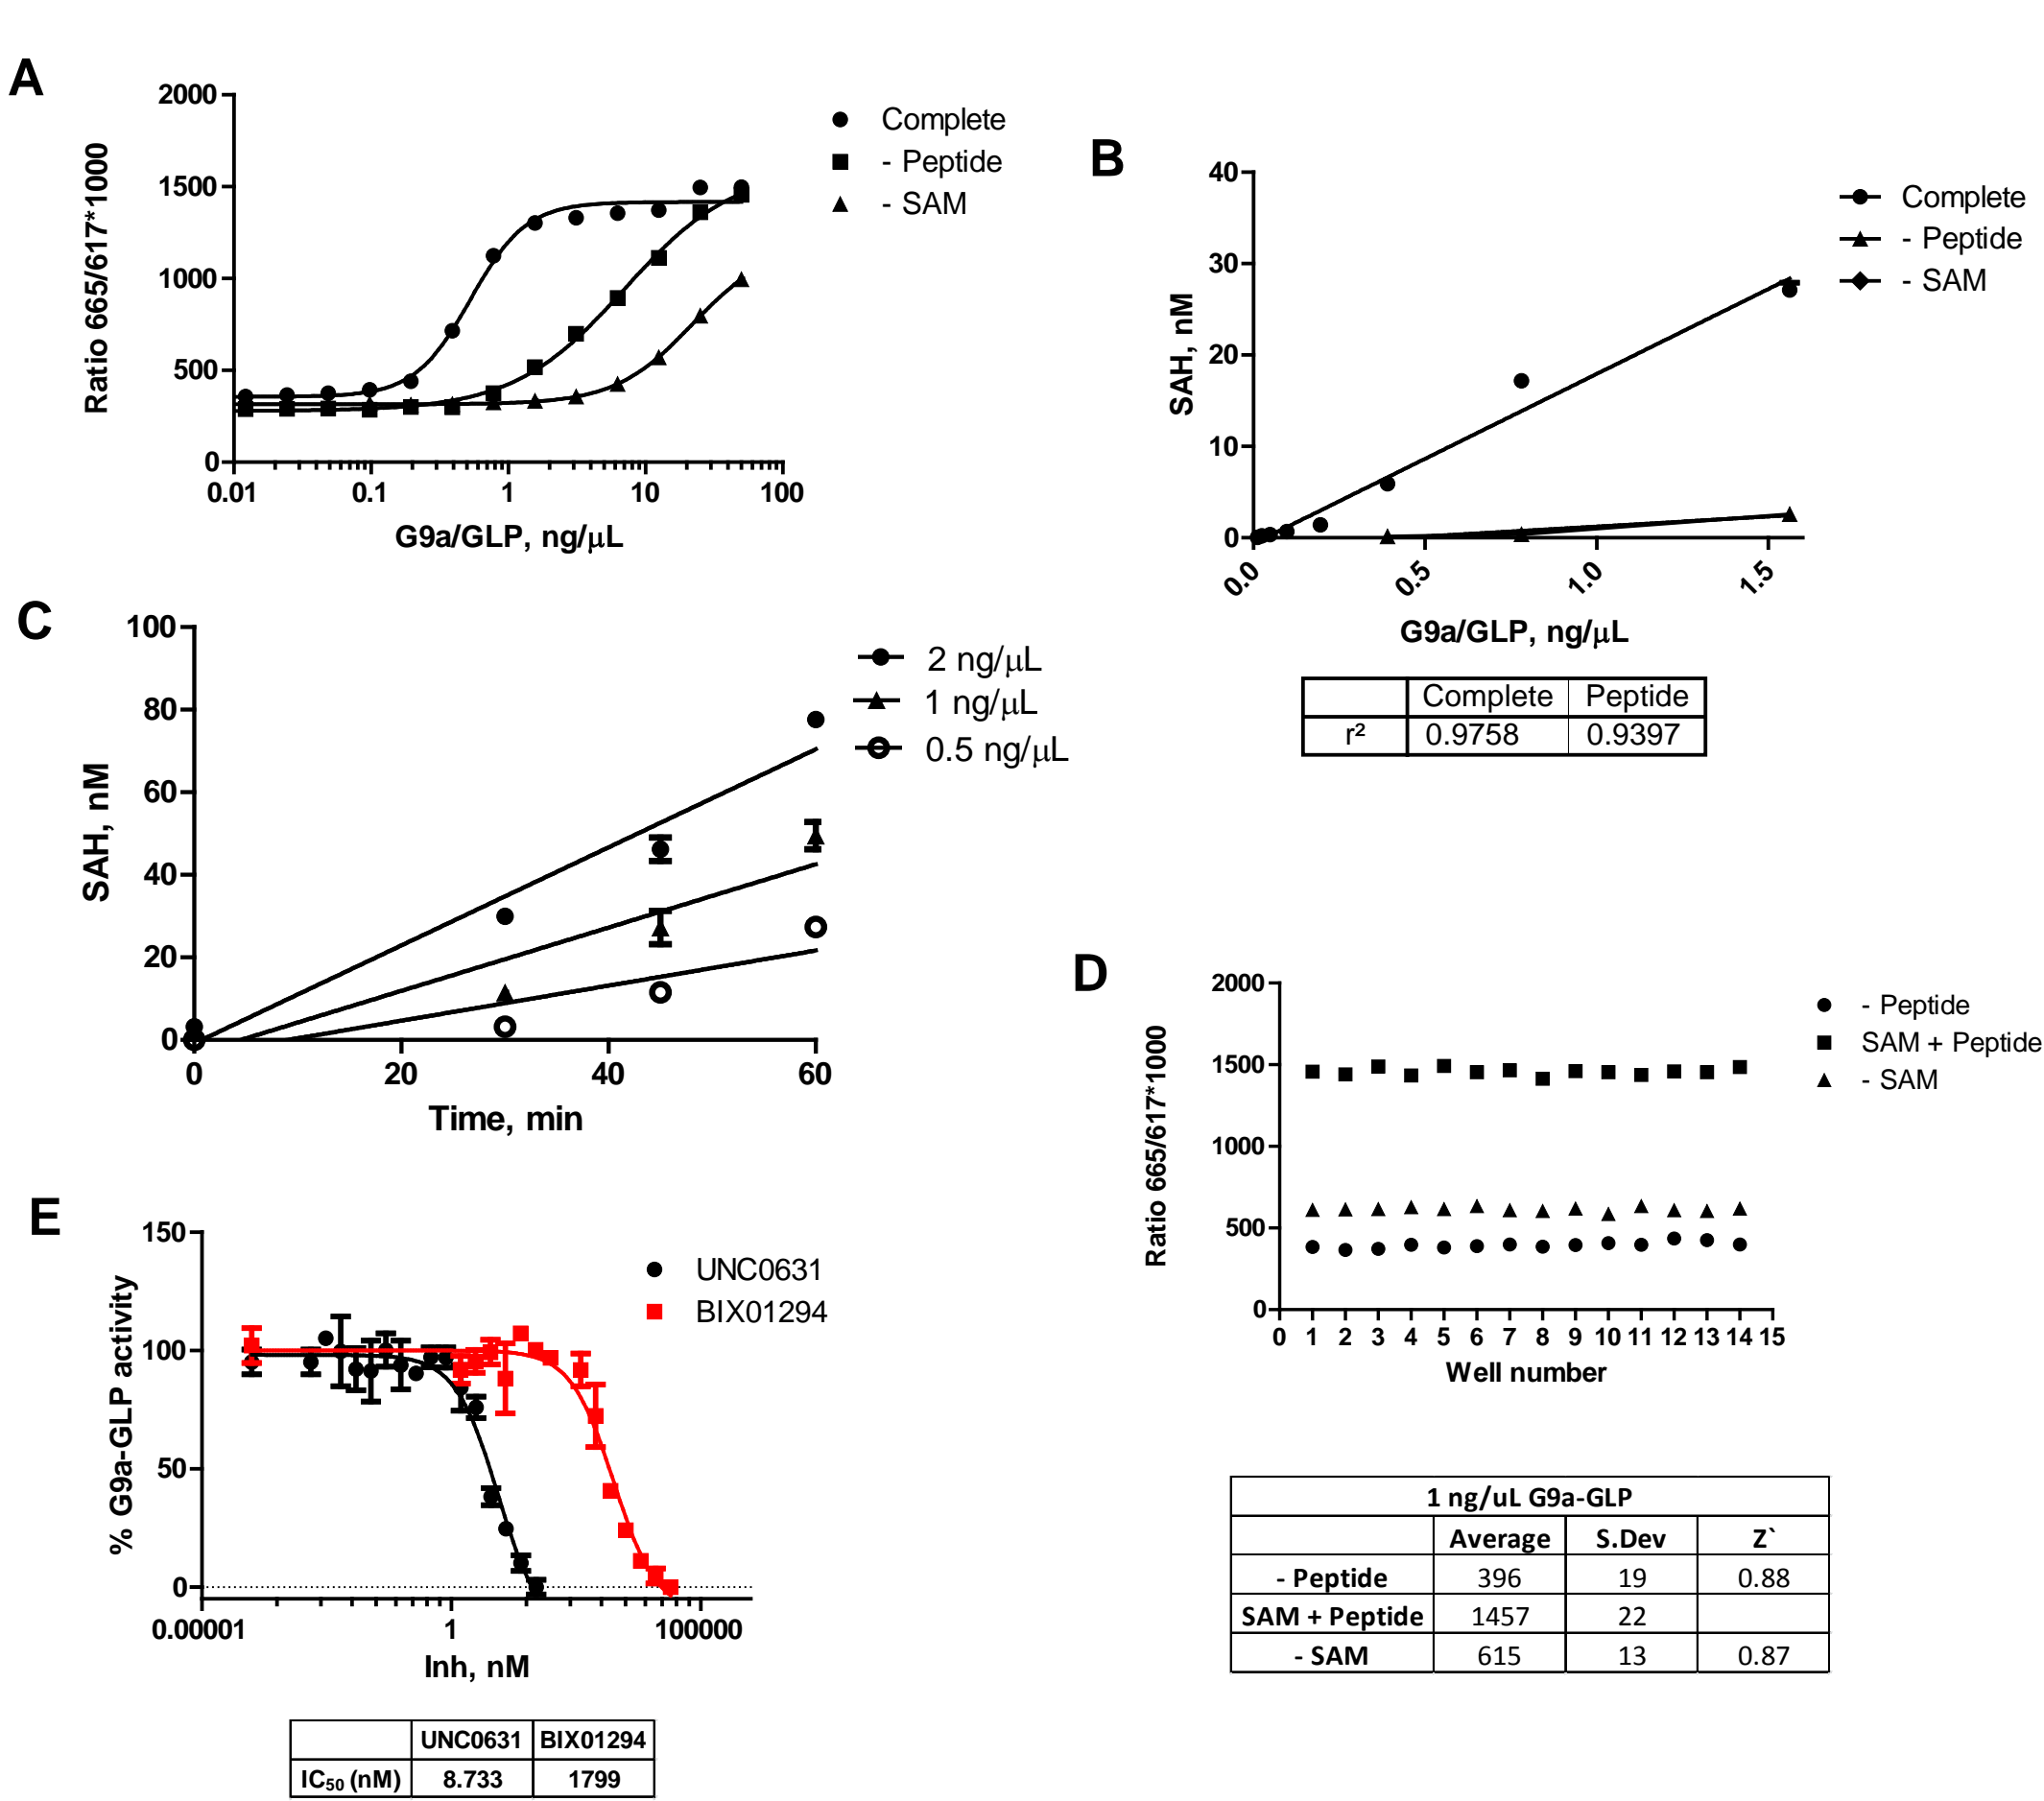 A
2000
1500
1000
500
0
Ratio 665/617*1000
0.01 0.1 1 10 100
G9a/GLP, ng/μL
Complete
- Peptide
- SAM
B
40
30
20
10
0
SAH, nM
0.0 0.5 1.0 1.5
G9a/GLP, ng/μL
Complete
- Peptide
- SAM
Complete Peptide
r² 0.9758 0.9397
C
100
80
60
40
20
0
SAH, nM
0 20 40 60
Time, min
2 ng/μL
1 ng/μL
0.5 ng/μL
D
2000
1500
1000
500
0
Ratio 665/617*1000
0 1 2 3 4 5 6 7 8 9 10 11 12 13 14 15
Well number
- Peptide
SAM + Peptide
- SAM
1 ng/uL G9a-GLP
Average S.Dev Z`
- Peptide 396 19 0.88
SAM + Peptide 1457 22
- SAM 615 13 0.87
E
150
100
50
0
% G9a-GLP activity
0.00001 1 100000
Inh, nM
UNC0631
BIX01294
UNC0631 BIX01294
IC₅₀ (nM) 8.733 1799